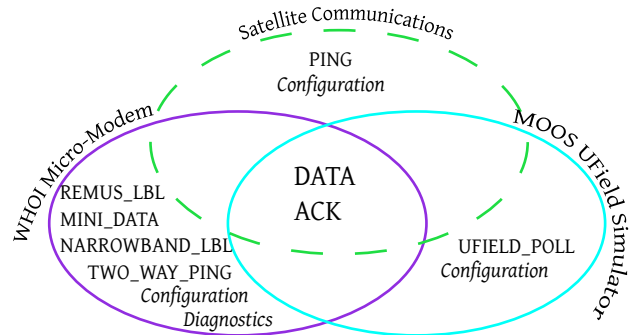 Satellite Communications
PING
Configuration
WHOI Micro-Modem
MOOS UField Simulator
DATA
ACK
REMUS_LBL
MINI_DATA
NARROWBAND_LBL
TWO_WAY_PING
Configuration
Diagnostics
UFIELD_POLL
Configuration